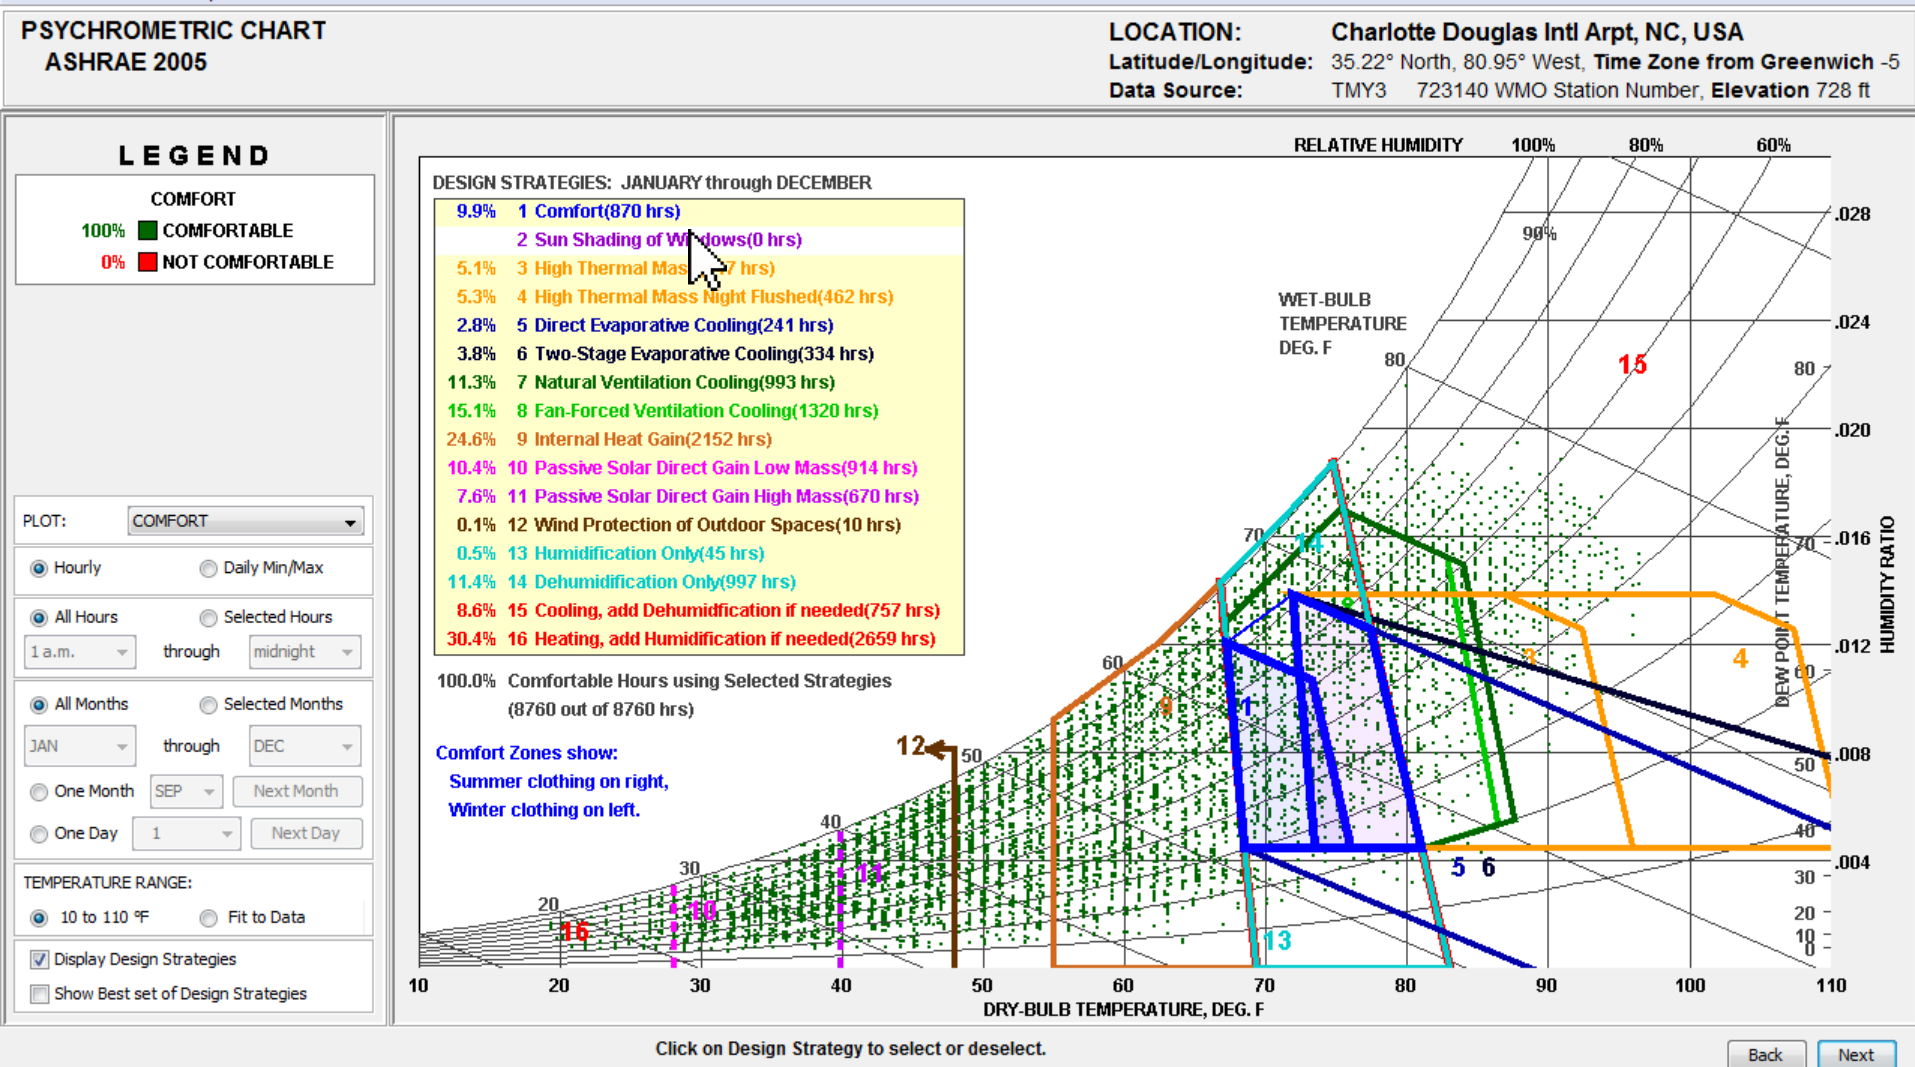 PSYCHROMETRIC CHART
ASHRAE 2005
LOCATION: Charlotte Douglas Intl Arpt, NC, USA
Latitude/Longitude: 35.22° North, 80.95° West, Time Zone from Greenwich -5
Data Source: TMY3 723140 WMO Station Number, Elevation 728 ft
LEGEND
COMFORT
100% COMFORTABLE
0% NOT COMFORTABLE
PLOT: COMFORT
Hourly Daily Min/Max
All Hours Selected Hours
1 a.m. through midnight
All Months Selected Months
JAN through DEC
One Month SEP Next Month
One Day 1 Next Day
TEMPERATURE RANGE:
10 to 110 °F Fit to Data
Display Design Strategies
Show Best set of Design Strategies
DESIGN STRATEGIES: JANUARY through DECEMBER
9.9% 1 Comfort(870 hrs)
2 Sun Shading of Windows(0 hrs)
5.1% 3 High Thermal Mass hrs)
5.3% 4 High Thermal Mass Night Flushed(462 hrs)
2.8% 5 Direct Evaporative Cooling(241 hrs)
3.8% 6 Two-Stage Evaporative Cooling(334 hrs)
11.3% 7 Natural Ventilation Cooling(993 hrs)
15.1% 8 Fan-Forced Ventilation Cooling(1320 hrs)
24.6% 9 Internal Heat Gain(2152 hrs)
10.4% 10 Passive Solar Direct Gain Low Mass(914 hrs)
7.6% 11 Passive Solar Direct Gain High Mass(670 hrs)
0.1% 12 Wind Protection of Outdoor Spaces(10 hrs)
0.5% 13 Humidification Only(45 hrs)
11.4% 14 Dehumidification Only(997 hrs)
8.6% 15 Cooling, add Dehumidfication if needed(757 hrs)
30.4% 16 Heating, add Humidification if needed(2659 hrs)
100.0% Comfortable Hours using Selected Strategies
(8760 out of 8760 hrs)
Comfort Zones show:
Summer clothing on right,
Winter clothing on left.
RELATIVE HUMIDITY 100% 80% 60%
90%
WET-BULB
TEMPERATURE
DEG. F
80
70
60
50
40
30
20
15
14
8
3
4
9
1
12
11
10
16
5 6
13
DEW POINT TEMPERATURE, DEG. F
80
70
60
50
40
30
20
10
0
.028
.024
.020
.016
.012
.008
.004
HUMIDITY RATIO
10 20 30 40 50 60 70 80 90 100 110
DRY-BULB TEMPERATURE, DEG. F
Click on Design Strategy to select or deselect.
Back Next